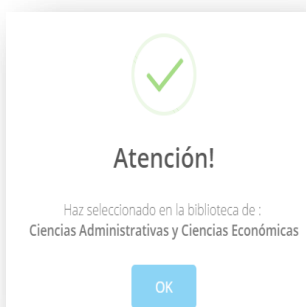 Atención!
Haz seleccionado en la biblioteca de :
Ciencias Administrativas y Ciencias Económicas
OK